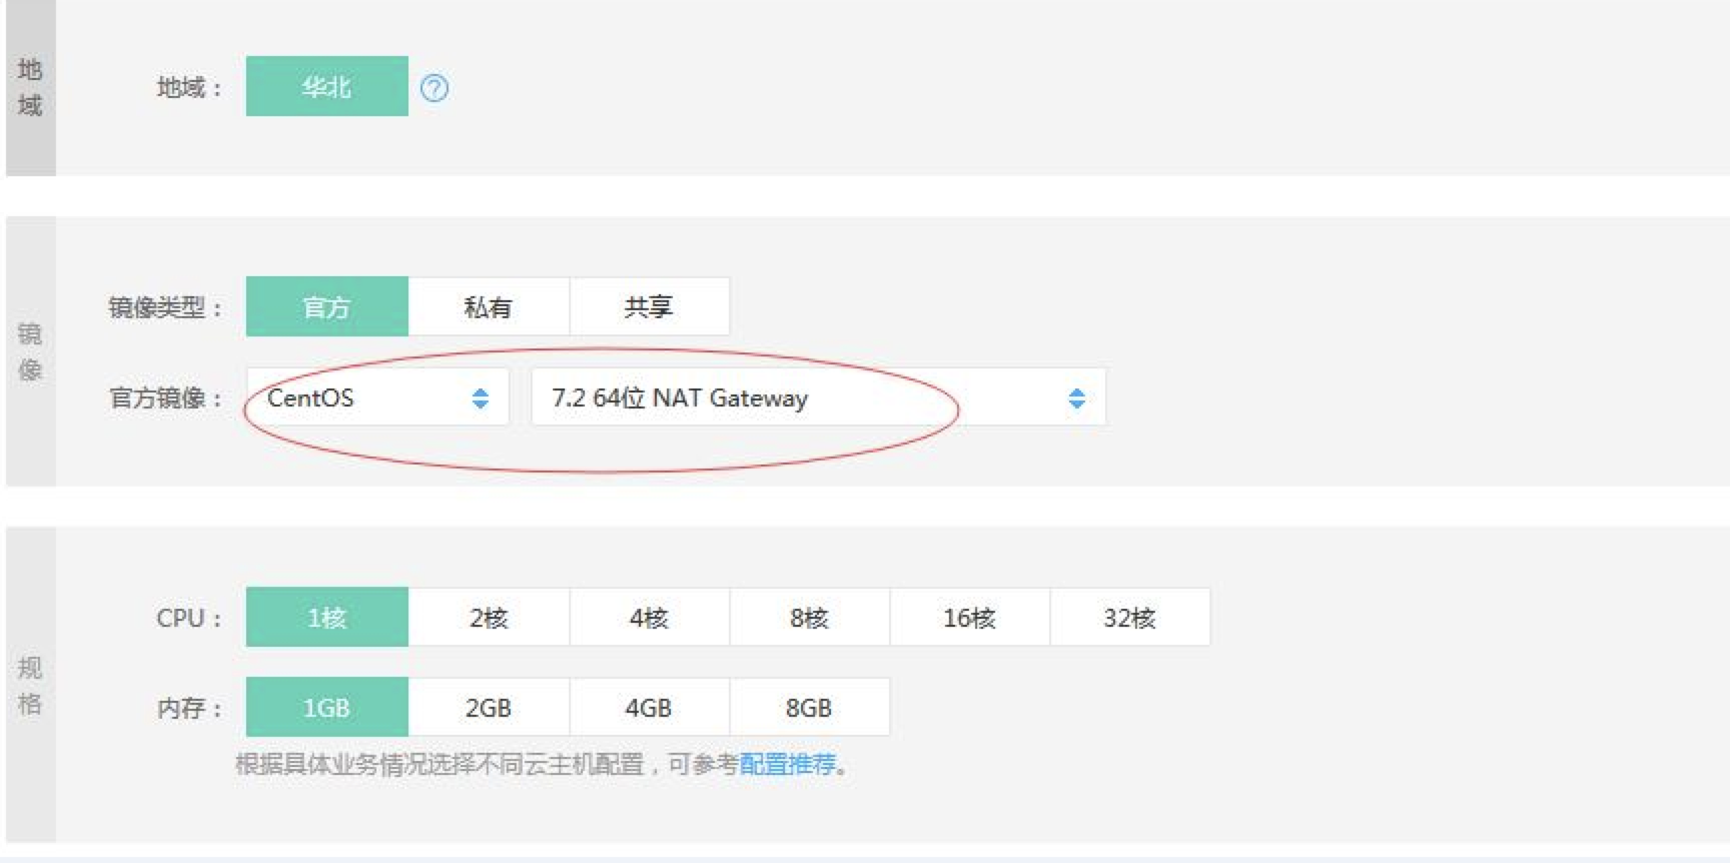 地域
地域：华北 ?
镜像
镜像类型：官方 私有 共享
官方镜像：CentOS 7.2 64位 NAT Gateway
规格
CPU：1核 2核 4核 8核 16核 32核
内存：1GB 2GB 4GB 8GB
根据具体业务情况选择不同云主机配置，可参考配置推荐。